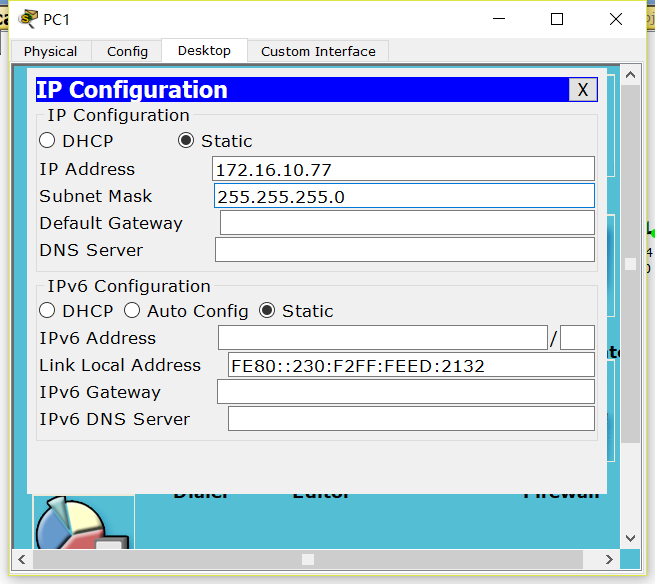 PC1
Physical Config Desktop Custom Interface
IP Configuration X
IP Configuration
DHCP Static
IP Address 172.16.10.77
Subnet Mask 255.255.255.0
Default Gateway
DNS Server
IPv6 Configuration
DHCP Auto Config Static
IPv6 Address /
Link Local Address FE80::230:F2FF:FEED:2132
IPv6 Gateway
IPv6 DNS Server
Dialer Editor Firewall